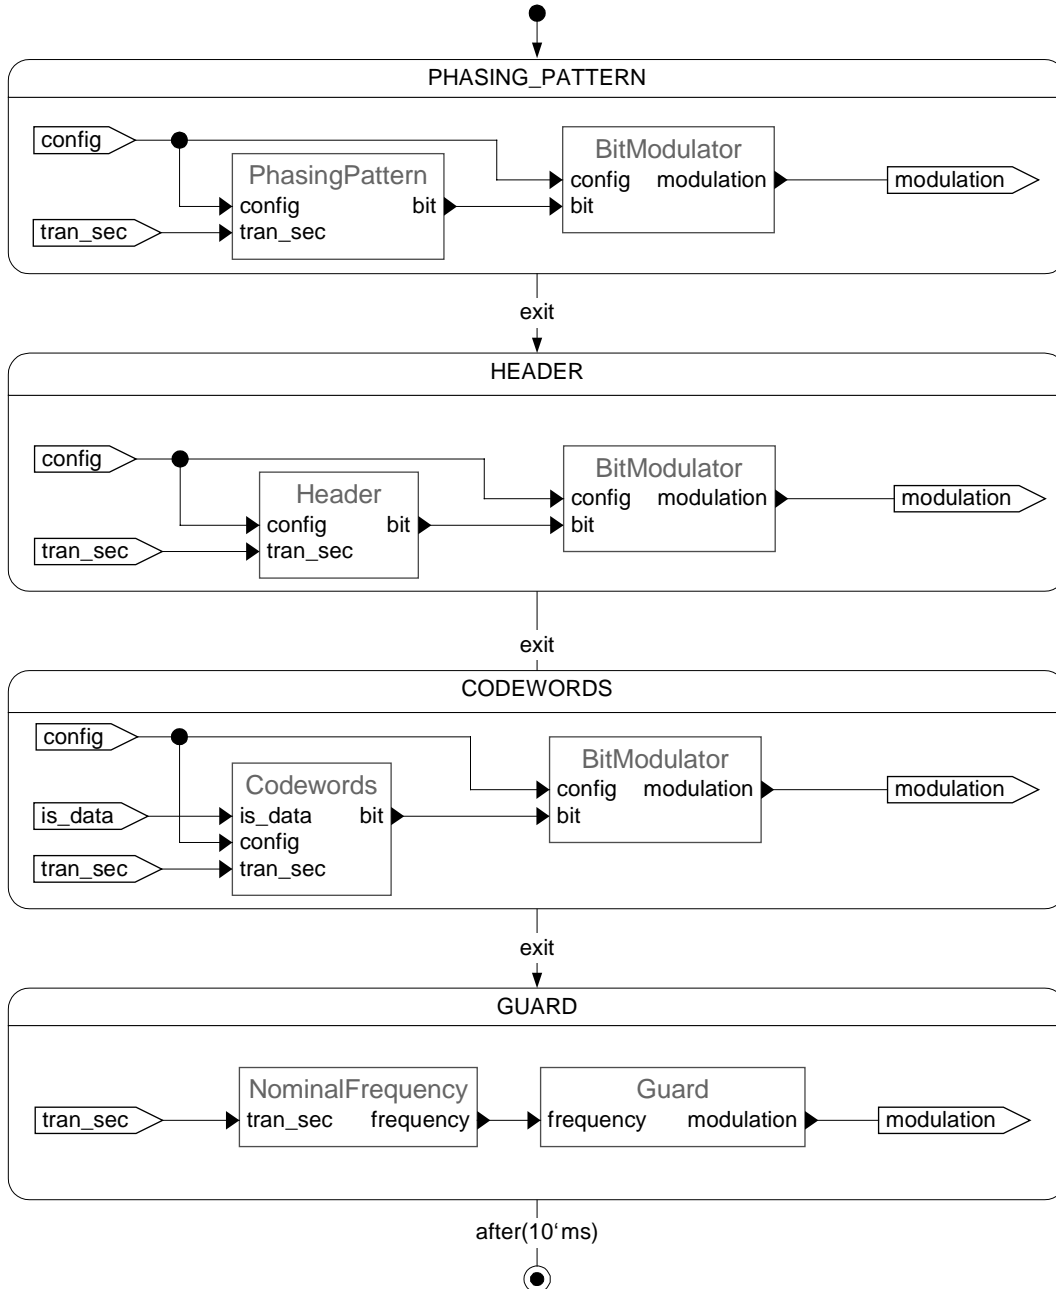 PHASING_PATTERN
config
BitModulator
PhasingPattern
config modulation
modulation
config bit
bit
tran_sec
tran_sec
exit
HEADER
config
BitModulator
Header
config modulation
modulation
config bit
bit
tran_sec
tran_sec
exit
CODEWORDS
config
BitModulator
Codewords
config modulation
modulation
is_data
is_data bit
bit
config
tran_sec
tran_sec
exit
GUARD
NominalFrequency
Guard
tran_sec
tran_sec frequency
frequency modulation
modulation
after(10‘ms)